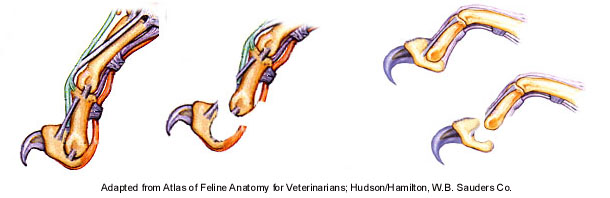 Adapted from Atlas of Feline Anatomy for Veterinarians; Hudson/Hamilton, W.B. Sauders Co.